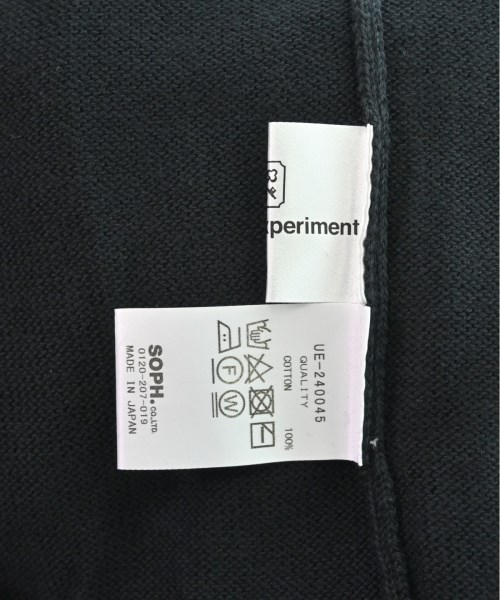 xperiment
UE-240045
QUALITY
COTTON 100%
F W
SOPH.CO.,LTD.
0120-207-019
MADE IN JAPAN